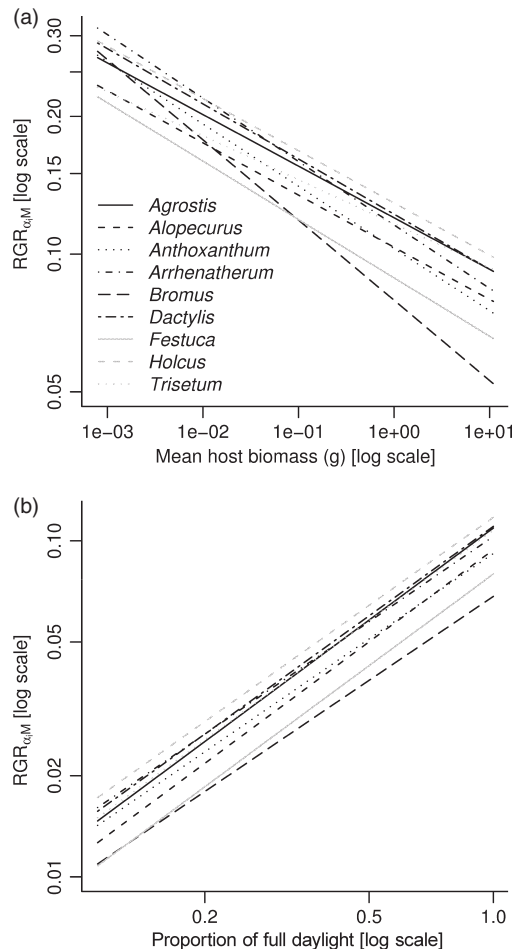 (a)
RGRα,M [log scale]
0.30
0.20
0.15
0.10
0.05
Agrostis
Alopecurus
Anthoxanthum
Arrhenatherum
Bromus
Dactylis
Festuca
Holcus
Trisetum
1e−03 1e−02 1e−01 1e+00 1e+01
Mean host biomass (g) [log scale]
(b)
RGRα,M [log scale]
0.10
0.05
0.02
0.01
0.2 0.5 1.0
Proportion of full daylight [log scale]